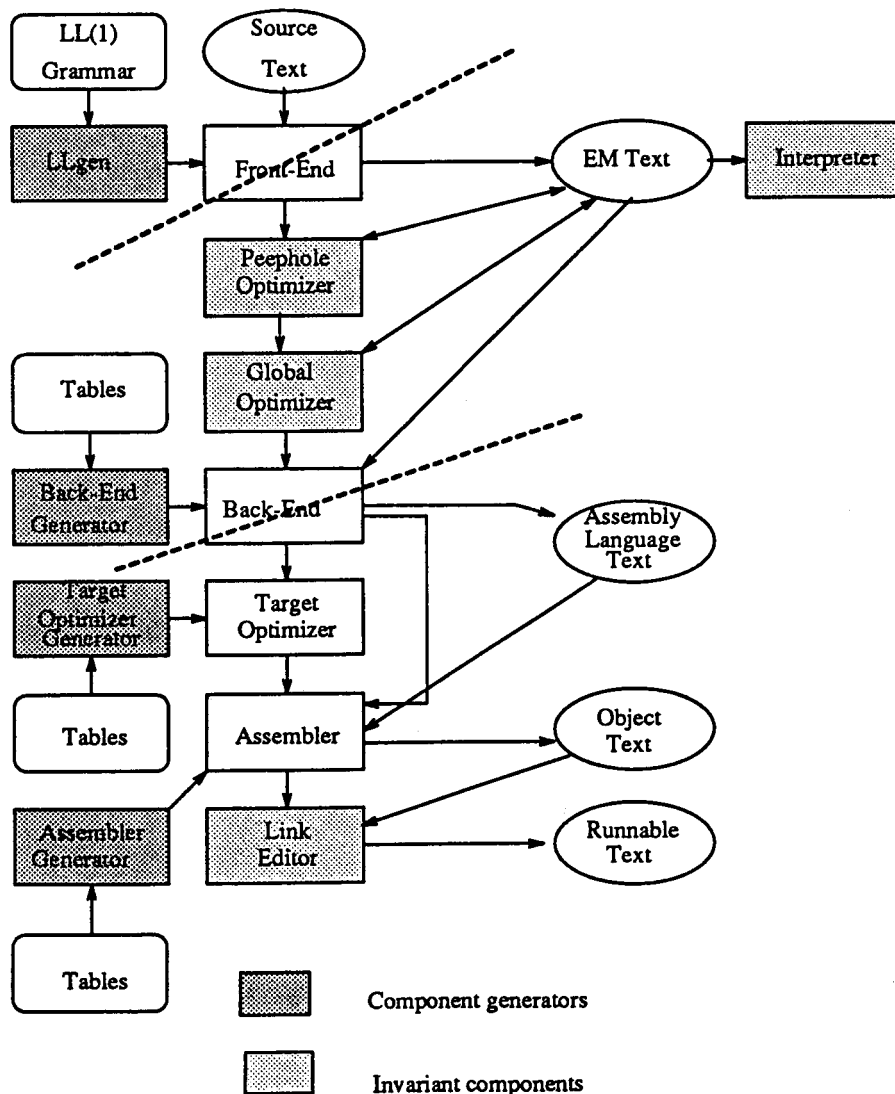 LL(1)
Grammar
Source
Text
LLgen
Front-End
EM Text
Interpreter
Peephole
Optimizer
Global
Optimizer
Tables
Back-End
Generator
Back-End
Assembly
Language
Text
Target
Optimizer
Generator
Target
Optimizer
Tables
Assembler
Object
Text
Assembler
Generator
Link
Editor
Runnable
Text
Tables
Component generators
Invariant components